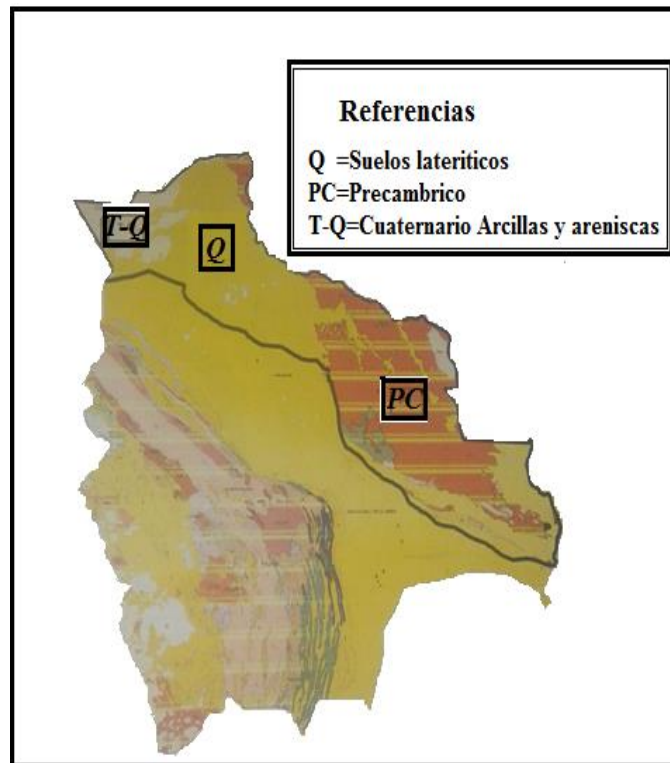 Referencias
Q =Suelos lateriticos
PC=Precambrico
T-Q=Cuaternario Arcillas y areniscas
T-Q
Q
PC